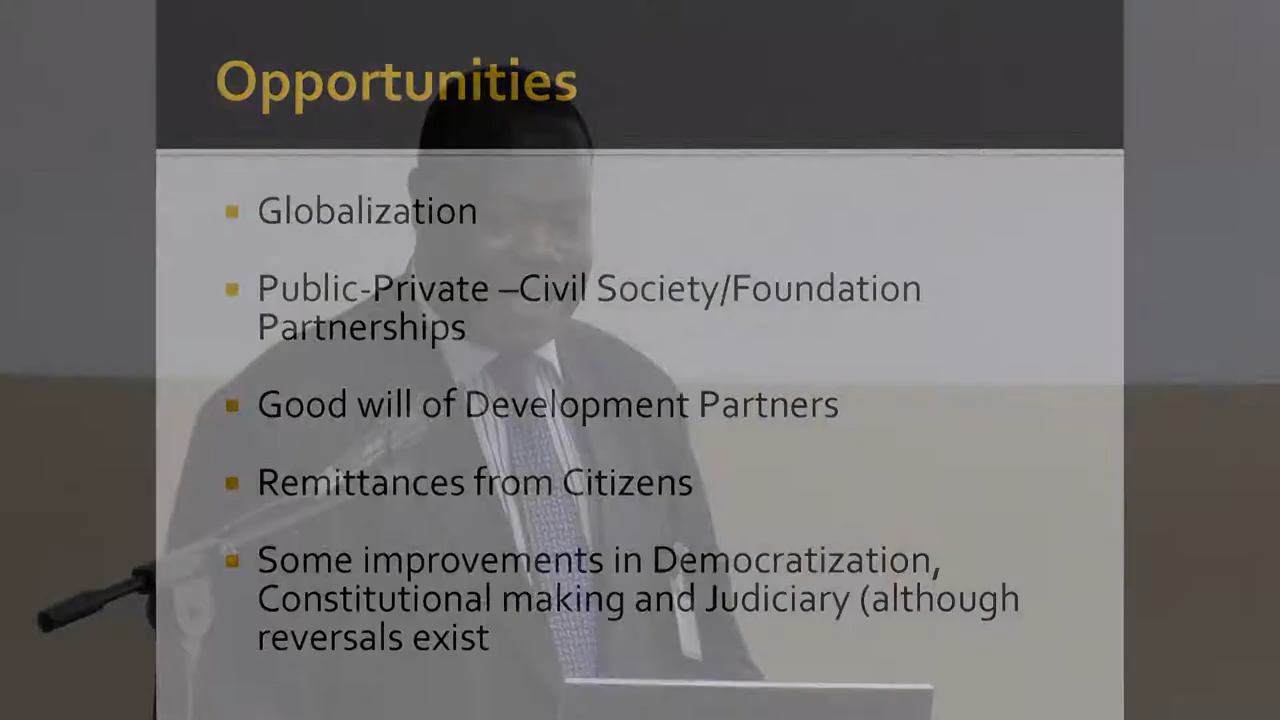 Opportunities
Globalization
Public-Private –Civil Society/Foundation
Partnerships
Good will of Development Partners
Remittances from Citizens
Some improvements in Democratization,
Constitutional making and Judiciary (although
reversals exist